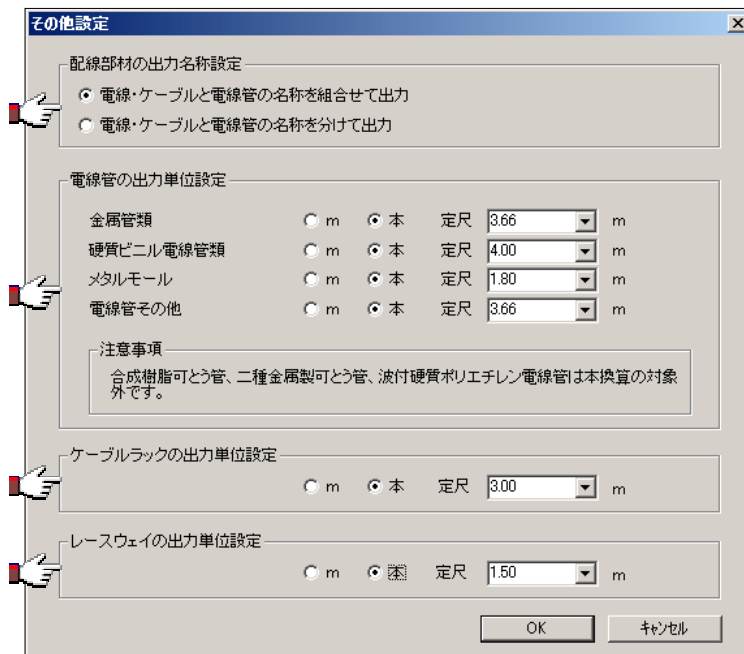 その他設定
配線部材の出力名称設定
電線・ケーブルと電線管の名称を組合せて出力
電線・ケーブルと電線管の名称を分けて出力
電線管の出力単位設定
金属管類 m 本 定尺 3.66 m
硬質ビニル電線管類 m 本 定尺 4.00 m
メタルモール m 本 定尺 1.80 m
電線管その他 m 本 定尺 3.66 m
注意事項
合成樹脂可とう管、二種金属製可とう管、波付硬質ポリエチレン電線管は本換算の対象
外です。
ケーブルラックの出力単位設定
m 本 定尺 3.00 m
レースウェイの出力単位設定
m 本 定尺 1.50 m
OK キャンセル